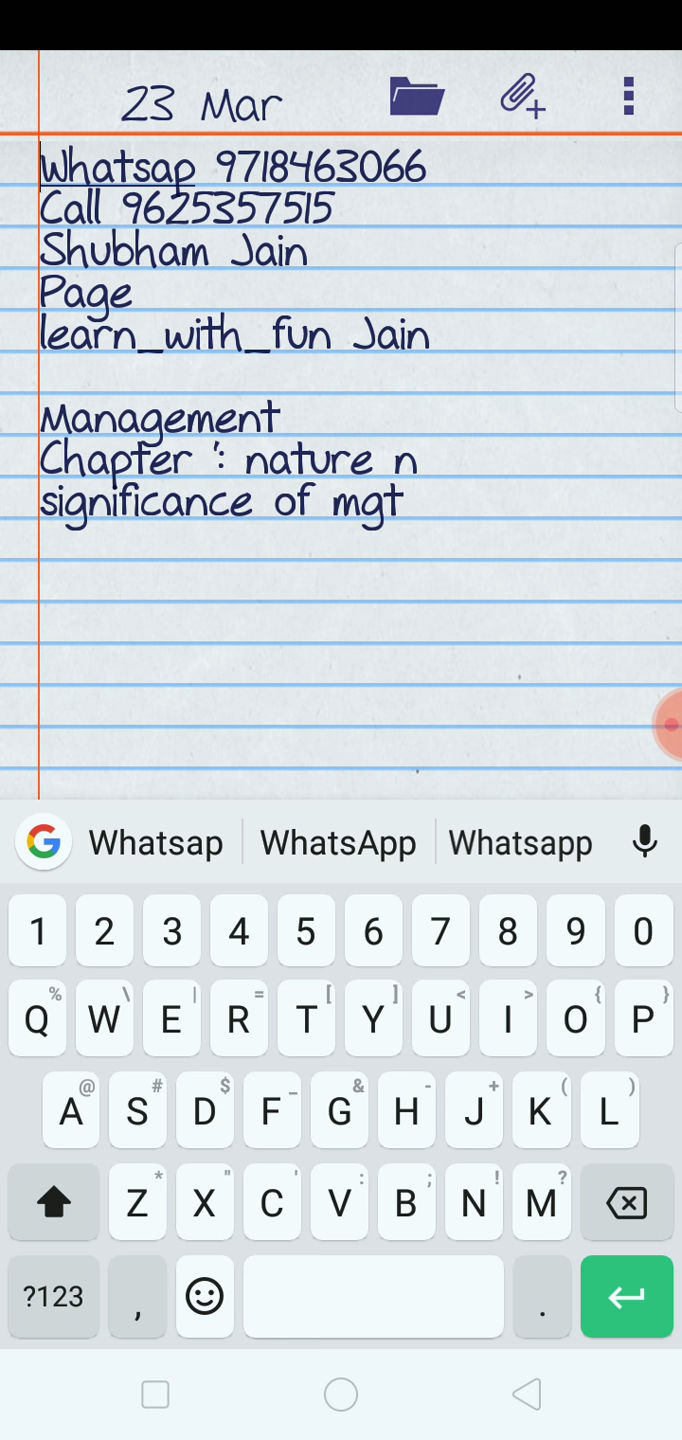 23 Mar
Whatsap 9718463066
Call 9625357515
Shubham Jain
Page
learn_with_fun Jain
Management
Chapter ': nature n
significance of mgt
Whatsap WhatsApp Whatsapp
1 2 3 4 5 6 7 8 9 0
% \ | = [ ] < > { }
Q W E R T Y U I O P
@ # $ _ & - + ( )
A S D F G H J K L
* " ' : ; ! ?
Z X C V B N M
?123 , .